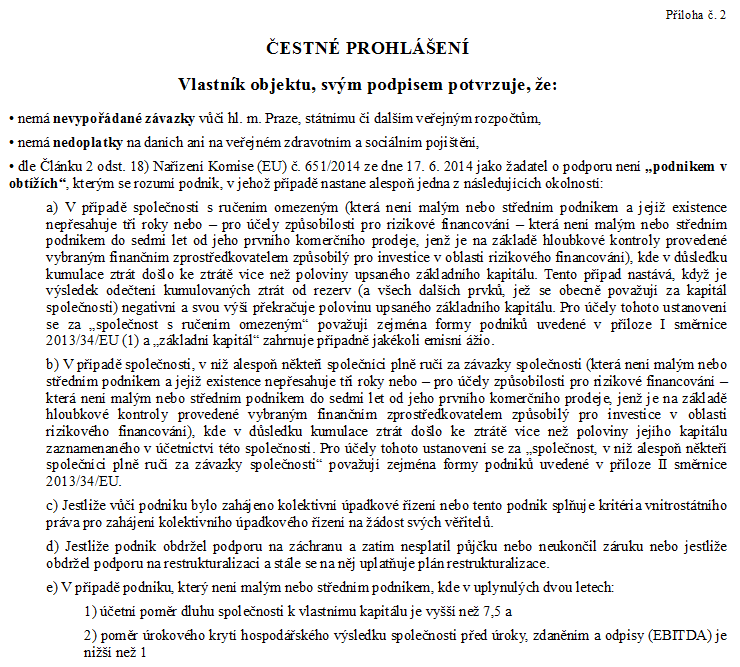 Příloha č. 2
ČESTNÉ PROHLÁŠENÍ
Vlastník objektu, svým podpisem potvrzuje, že:
• nemá nevypořádané závazky vůči hl. m. Praze, státnímu či dalším veřejným rozpočtům,
• nemá nedoplatky na daních ani na veřejném zdravotním a sociálním pojištění,
• dle Článku 2 odst. 18) Nařízení Komise (EU) č. 651/2014 ze dne 17. 6. 2014 jako žadatel o podporu není „podnikem v
obtížích“, kterým se rozumí podnik, v jehož případě nastane alespoň jedna z následujících okolností:
a) V případě společnosti s ručením omezeným (která není malým nebo středním podnikem a jejíž existence
nepřesahuje tři roky nebo – pro účely způsobilosti pro rizikové financování – která není malým nebo středním
podnikem do sedmi let od jeho prvního komerčního prodeje, jenž je na základě hloubkové kontroly provedené
vybraným finančním zprostředkovatelem způsobilý pro investice v oblasti rizikového financování), kde v důsledku
kumulace ztrát došlo ke ztrátě více než poloviny upsaného základního kapitálu. Tento případ nastává, když je
výsledek odečtení kumulovaných ztrát od rezerv (a všech dalších prvků, jež se obecně považují za kapitál
společnosti) negativní a svou výší překračuje polovinu upsaného základního kapitálu. Pro účely tohoto ustanovení
se za „společnost s ručením omezeným“ považují zejména formy podniků uvedené v příloze I směrnice
2013/34/EU (1) a „základní kapitál“ zahrnuje případně jakékoli emisní ážio.
b) V případě společnosti, v níž alespoň někteří společníci plně ručí za závazky společnosti (která není malým nebo
středním podnikem a jejíž existence nepřesahuje tři roky nebo – pro účely způsobilosti pro rizikové financování –
která není malým nebo středním podnikem do sedmi let od jeho prvního komerčního prodeje, jenž je na základě
hloubkové kontroly provedené vybraným finančním zprostředkovatelem způsobilý pro investice v oblasti
rizikového financování), kde v důsledku kumulace ztrát došlo ke ztrátě více než poloviny jejího kapitálu
zaznamenaného v účetnictví této společnosti. Pro účely tohoto ustanovení se za „společnost, v níž alespoň někteří
společníci plně ručí za závazky společnosti“ považují zejména formy podniků uvedené v příloze II směrnice
2013/34/EU.
c) Jestliže vůči podniku bylo zahájeno kolektivní úpadkové řízení nebo tento podnik splňuje kritéria vnitrostátního
práva pro zahájení kolektivního úpadkového řízení na žádost svých věřitelů.
d) Jestliže podnik obdržel podporu na záchranu a zatím nesplatil půjčku nebo neukončil záruku nebo jestliže
obdržel podporu na restrukturalizaci a stále se na něj uplatňuje plán restrukturalizace.
e) V případě podniku, který není malým nebo středním podnikem, kde v uplynulých dvou letech:
1) účetní poměr dluhu společnosti k vlastnímu kapitálu je vyšší než 7,5 a
2) poměr úrokového krytí hospodářského výsledku společnosti před úroky, zdaněním a odpisy (EBITDA) je
nižší než 1